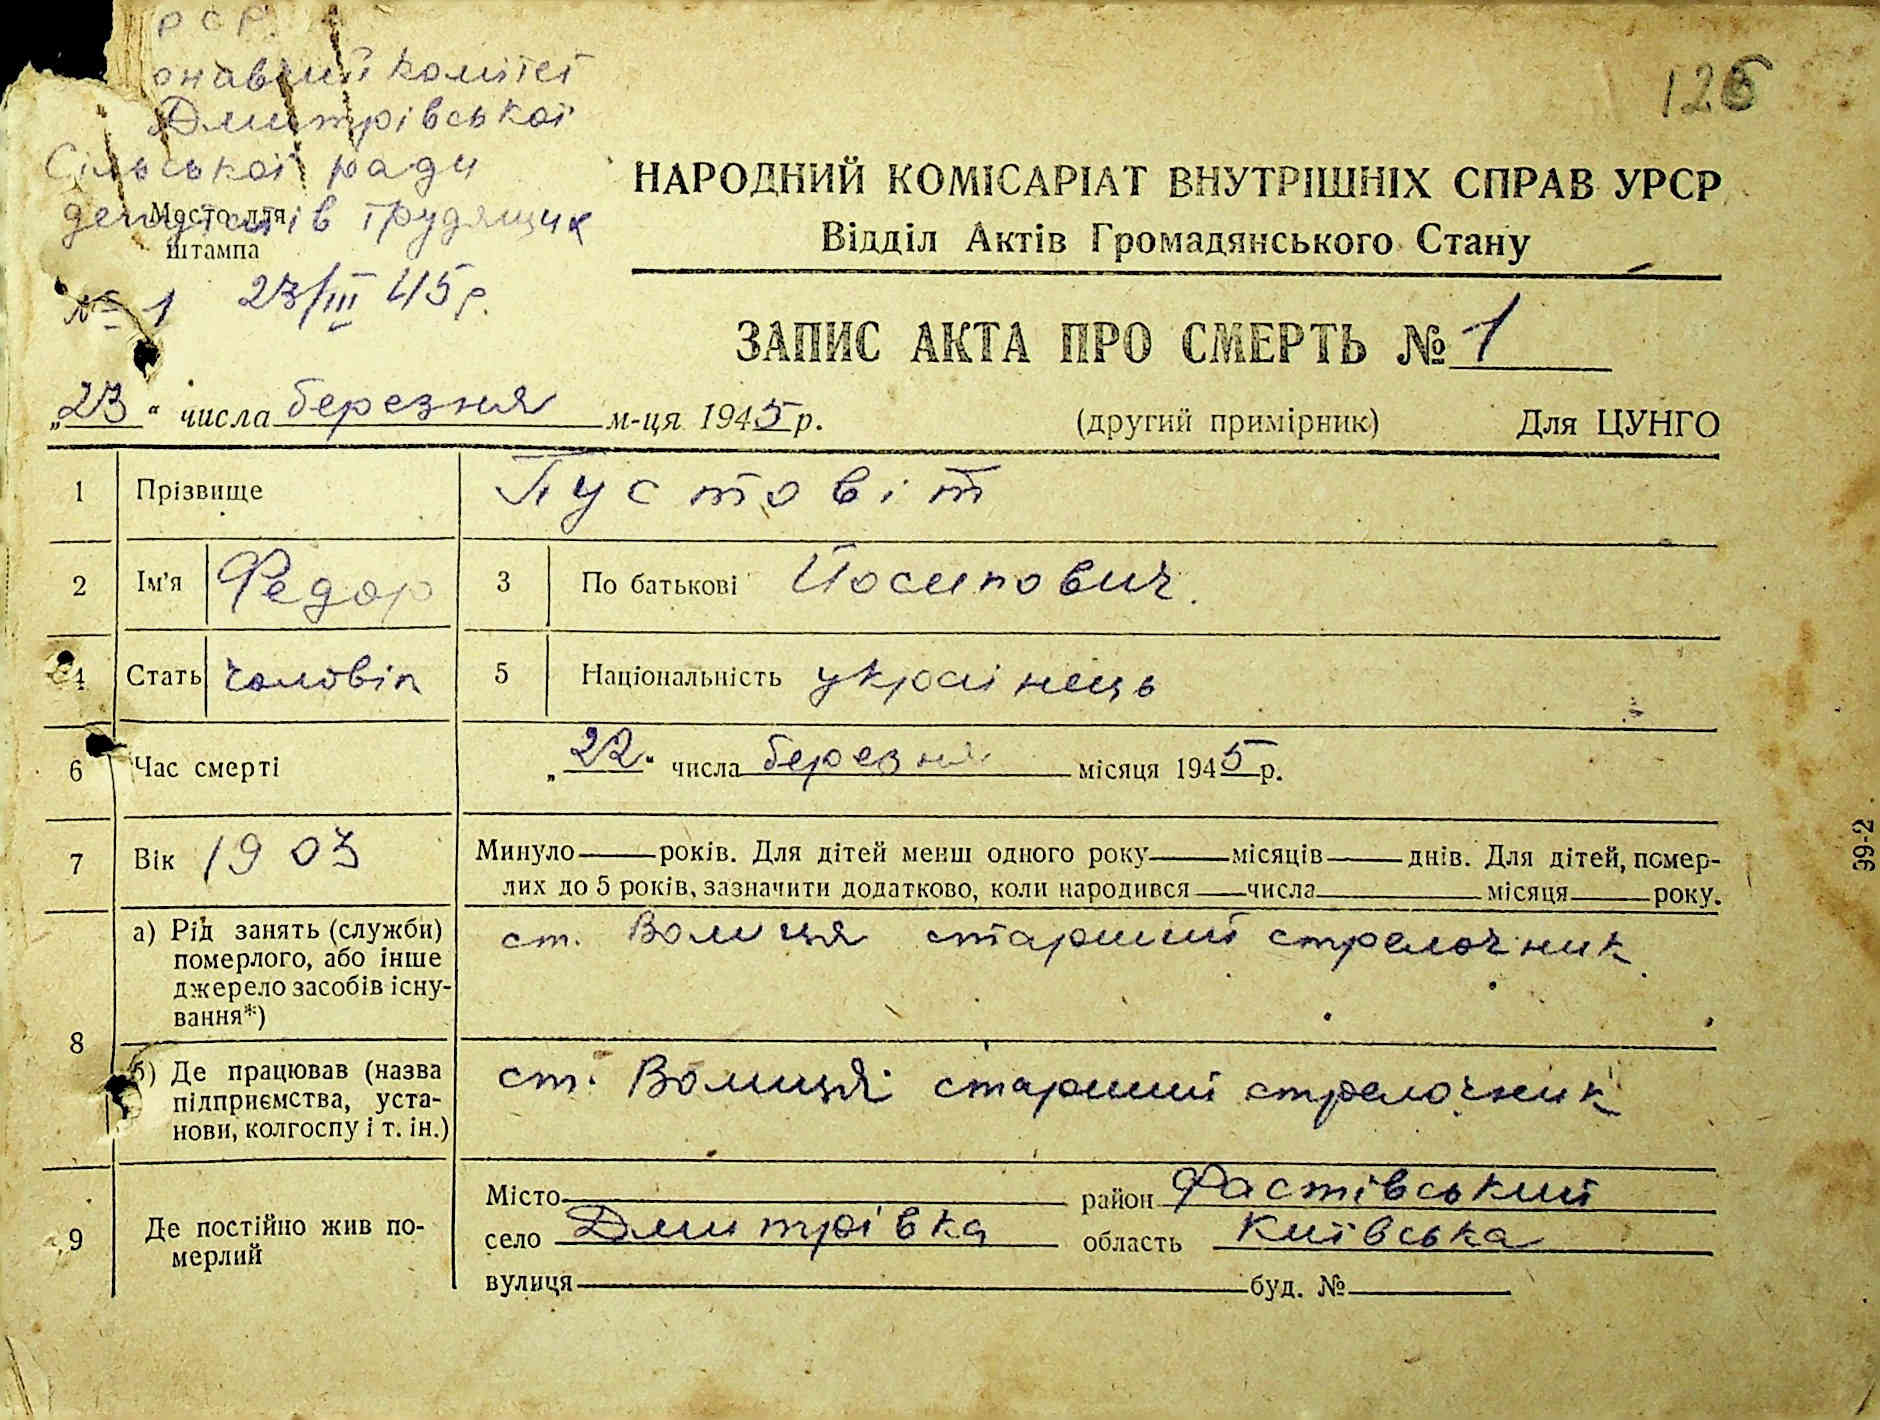 РСР.
онавчий комітет
Дмитрівської
Сільської ради
депутатів трудящих
Место для
штампа
№ 1 23/III 45 р.
126
НАРОДНИЙ КОМІСАРІАТ ВНУТРІШНІХ СПРАВ УРСР
Відділ Актів Громадянського Стану
ЗАПИС АКТА ПРО СМЕРТЬ № 1
„23“ числа березня м-ця 1945 р. (другий примірник) Для ЦУНГО
1 Прізвище Пустовіт
2 Ім’я Федор 3 По батькові Йосипович.
4 Стать чоловік 5 Національність українець
6 Час смерті „22“ числа березня місяця 1945 р.
7 Вік 1903 Минуло років. Для дітей менш одного року місяців днів. Для дітей, помер-
лих до 5 років, зазначити додатково, коли народився числа місяця року.
8 а) Рід занять (служби)
померлого, або інше
джерело засобів існу-
вання*)
ст. Волиця старший стрелочник
б) Де працював (назва
підприємства, уста-
нови, колгоспу і т. ін.)
ст. Волиця старший стрелочник
9 Де постійно жив по-
мерлий
Місто район Фастівський
село Дмитрівка область Київська
вулиця буд. №
39-2